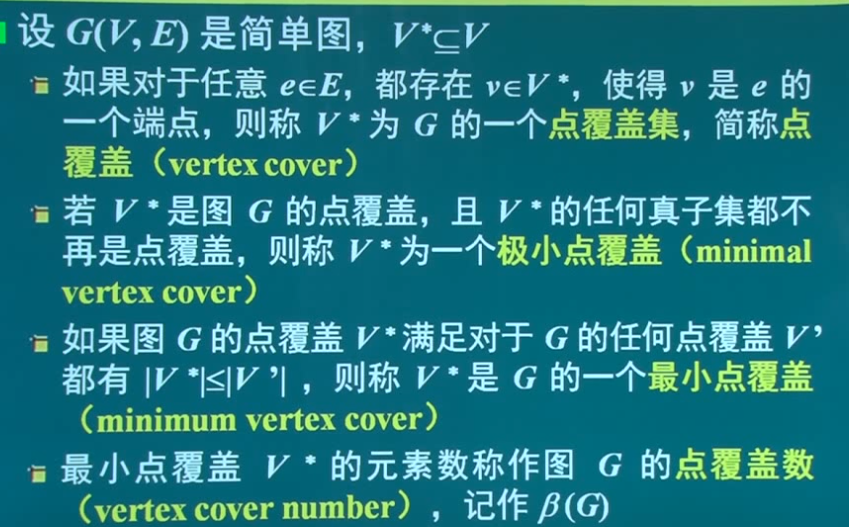 设 G(V, E) 是简单图，V*⊆V
如果对于任意 e∈E，都存在 v∈V *，使得 v 是 e 的
一个端点，则称 V * 为 G 的一个点覆盖集，简称点
覆盖（vertex cover）
若 V * 是图 G 的点覆盖，且 V * 的任何真子集都不
再是点覆盖，则称 V * 为一个极小点覆盖（minimal
vertex cover）
如果图 G 的点覆盖 V* 满足对于 G 的任何点覆盖 V’
都有 |V *|≤|V ’| ，则称 V * 是 G 的一个最小点覆盖
（minimum vertex cover）
最小点覆盖 V * 的元素数称作图 G 的点覆盖数
（vertex cover number），记作 β(G)